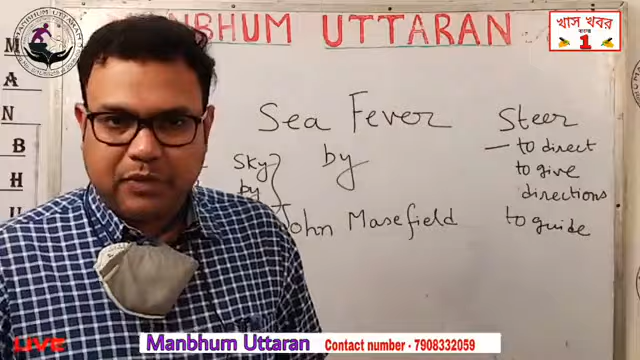 MANBHUM UTTARAN
খাস খবর
বাংলা
1
M
A
N
B
H
U
Sea Fever
by
John Masefield
Sky
by
Steer
— to direct
to give
directions
to guide
LIVE
Manbhum Uttaran Contact number - 7908332059